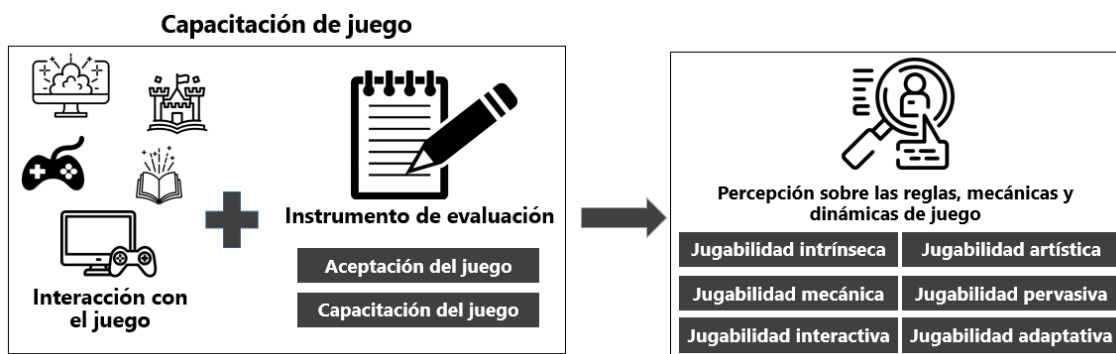 Capacitación de juego
Interacción con
el juego
Instrumento de evaluación
Aceptación del juego
Capacitación del juego
Percepción sobre las reglas, mecánicas y
dinámicas de juego
Jugabilidad intrínseca
Jugabilidad artística
Jugabilidad mecánica
Jugabilidad pervasiva
Jugabilidad interactiva
Jugabilidad adaptativa